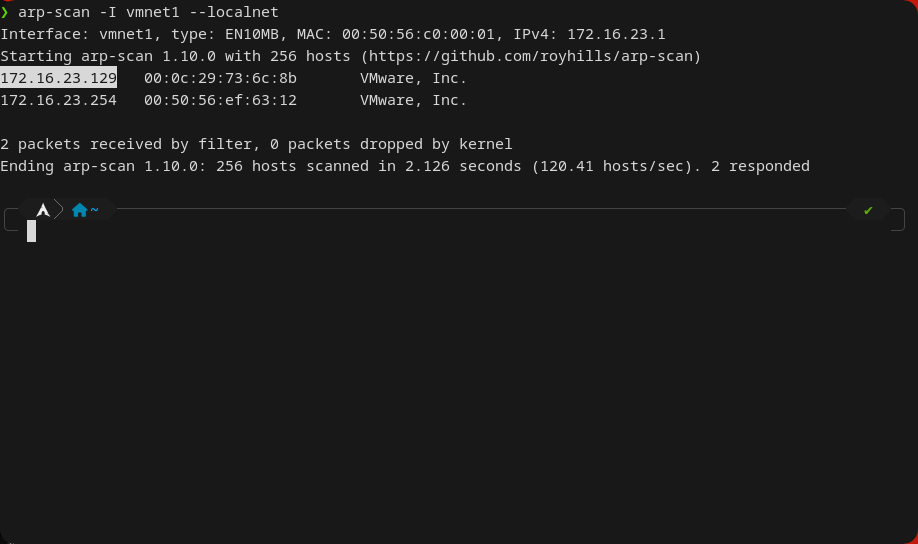 ❯ arp-scan -I vmnet1 --localnet
Interface: vmnet1, type: EN10MB, MAC: 00:50:56:c0:00:01, IPv4: 172.16.23.1
Starting arp-scan 1.10.0 with 256 hosts (https://github.com/royhills/arp-scan)
172.16.23.129   00:0c:29:73:6c:8b       VMware, Inc.
172.16.23.254   00:50:56:ef:63:12       VMware, Inc.
2 packets received by filter, 0 packets dropped by kernel
Ending arp-scan 1.10.0: 256 hosts scanned in 2.126 seconds (120.41 hosts/sec). 2 responded
~ ✔